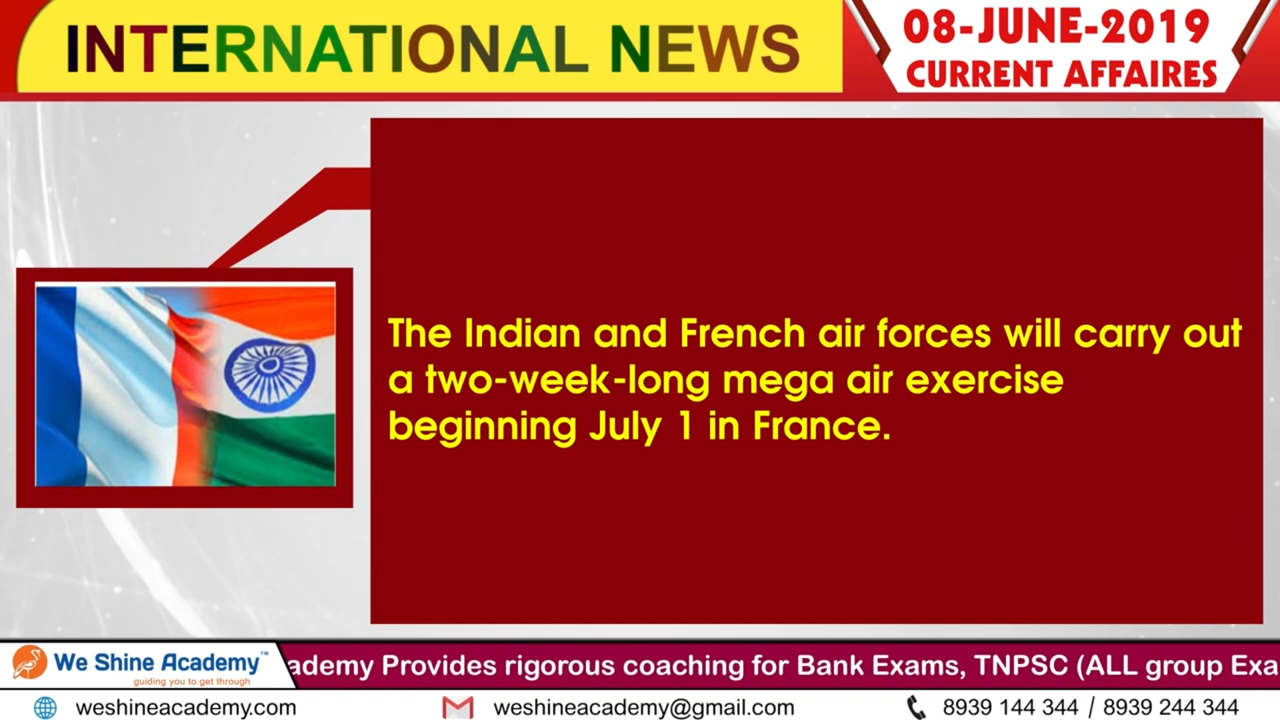 INTERNATIONAL NEWS
08-JUNE-2019
CURRENT AFFAIRES
The Indian and French air forces will carry out
a two-week-long mega air exercise
beginning July 1 in France.
We Shine Academy™
guiding you to get through
ademy Provides rigorous coaching for Bank Exams, TNPSC (ALL group Exa
weshineacademy.com
weshineacademy@gmail.com
8939 144 344 / 8939 244 344